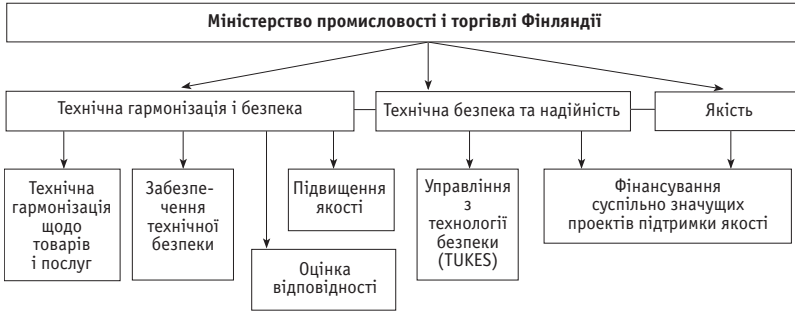 Міністерство промисловості і торгівлі Фінляндії
Технічна гармонізація і безпека
Технічна безпека та надійність
Якість
Технічна
гармонізація
щодо
товарів
і послуг
Забезпе-
чення
технічної
безпеки
Оцінка
відповідності
Підвищення
якості
Управління
з
технології
безпеки
(TUKES)
Фінансування
суспільно значущих
проектів підтримки якості